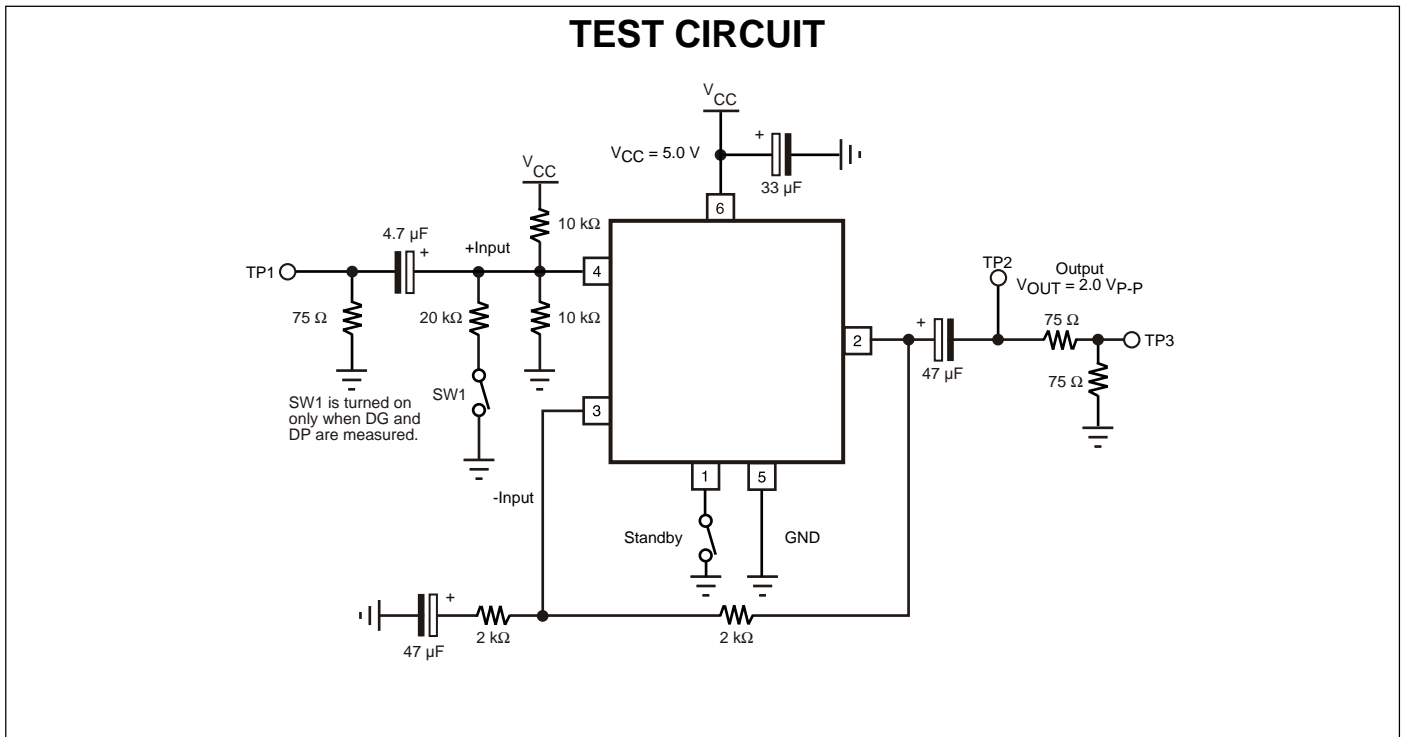 TEST CIRCUIT
VCC
VCC = 5.0 V
+
33 µF
6
VCC
10 kΩ
4.7 µF
+
+Input
TP1
4
75 Ω
20 kΩ
10 kΩ
SW1
SW1 is turned on
only when DG and
DP are measured.
3
TP2
Output
VOUT = 2.0 VP-P
2
+
47 µF
75 Ω
TP3
75 Ω
1
5
-Input
Standby
GND
+
47 µF
2 kΩ
2 kΩ